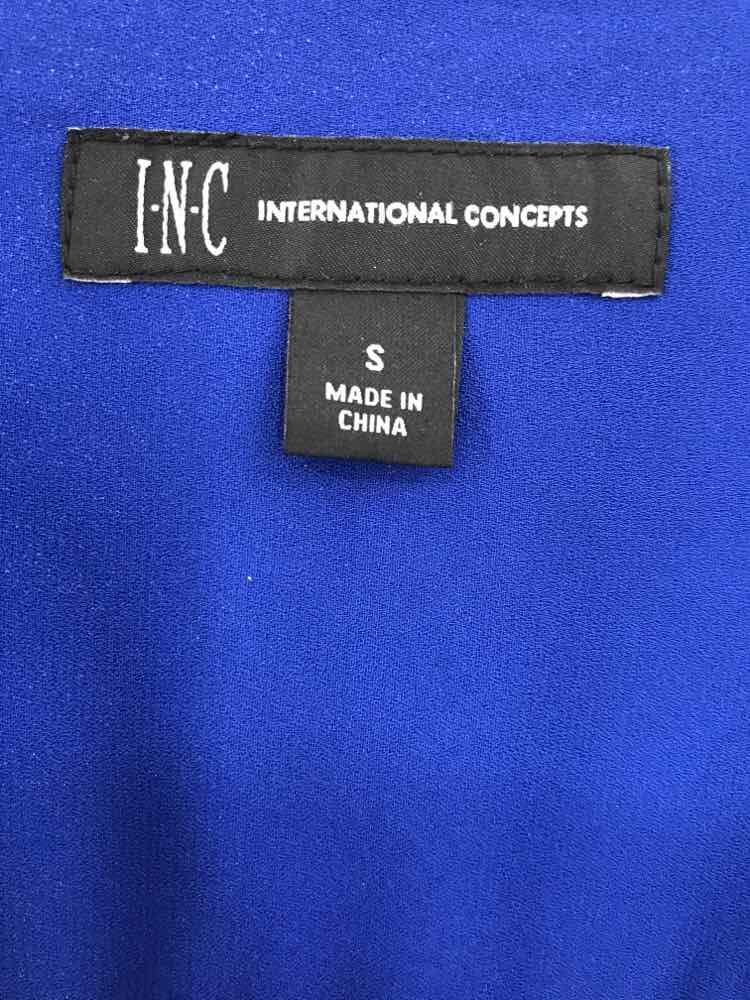 I·N·C INTERNATIONAL CONCEPTS
S
MADE IN
CHINA